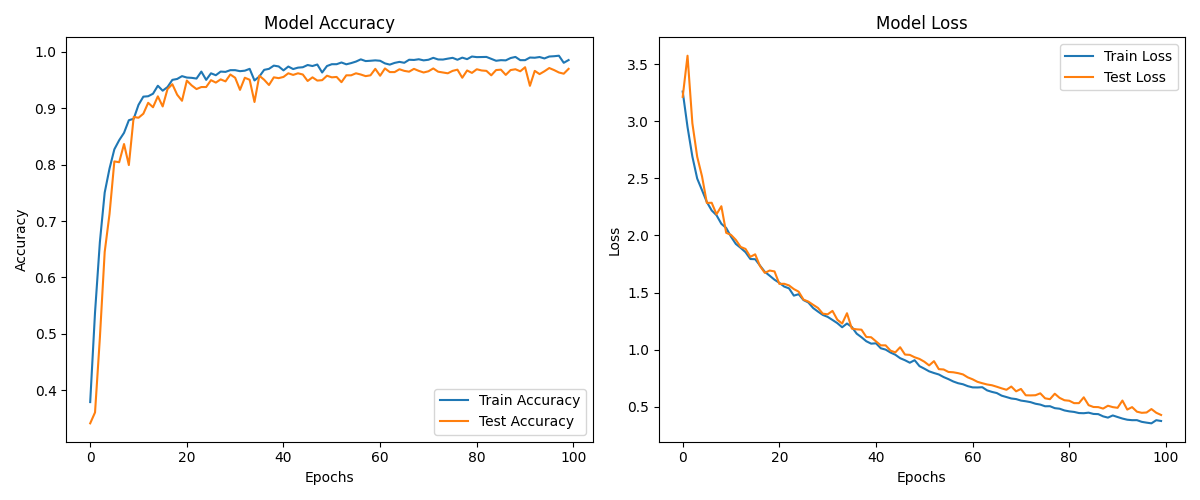 Model Accuracy
1.0
0.9
0.8
0.7
0.6
0.5
0.4
Accuracy
0 20 40 60 80 100
Epochs
Train Accuracy
Test Accuracy
Model Loss
3.5
3.0
2.5
2.0
1.5
1.0
0.5
Loss
0 20 40 60 80 100
Epochs
Train Loss
Test Loss